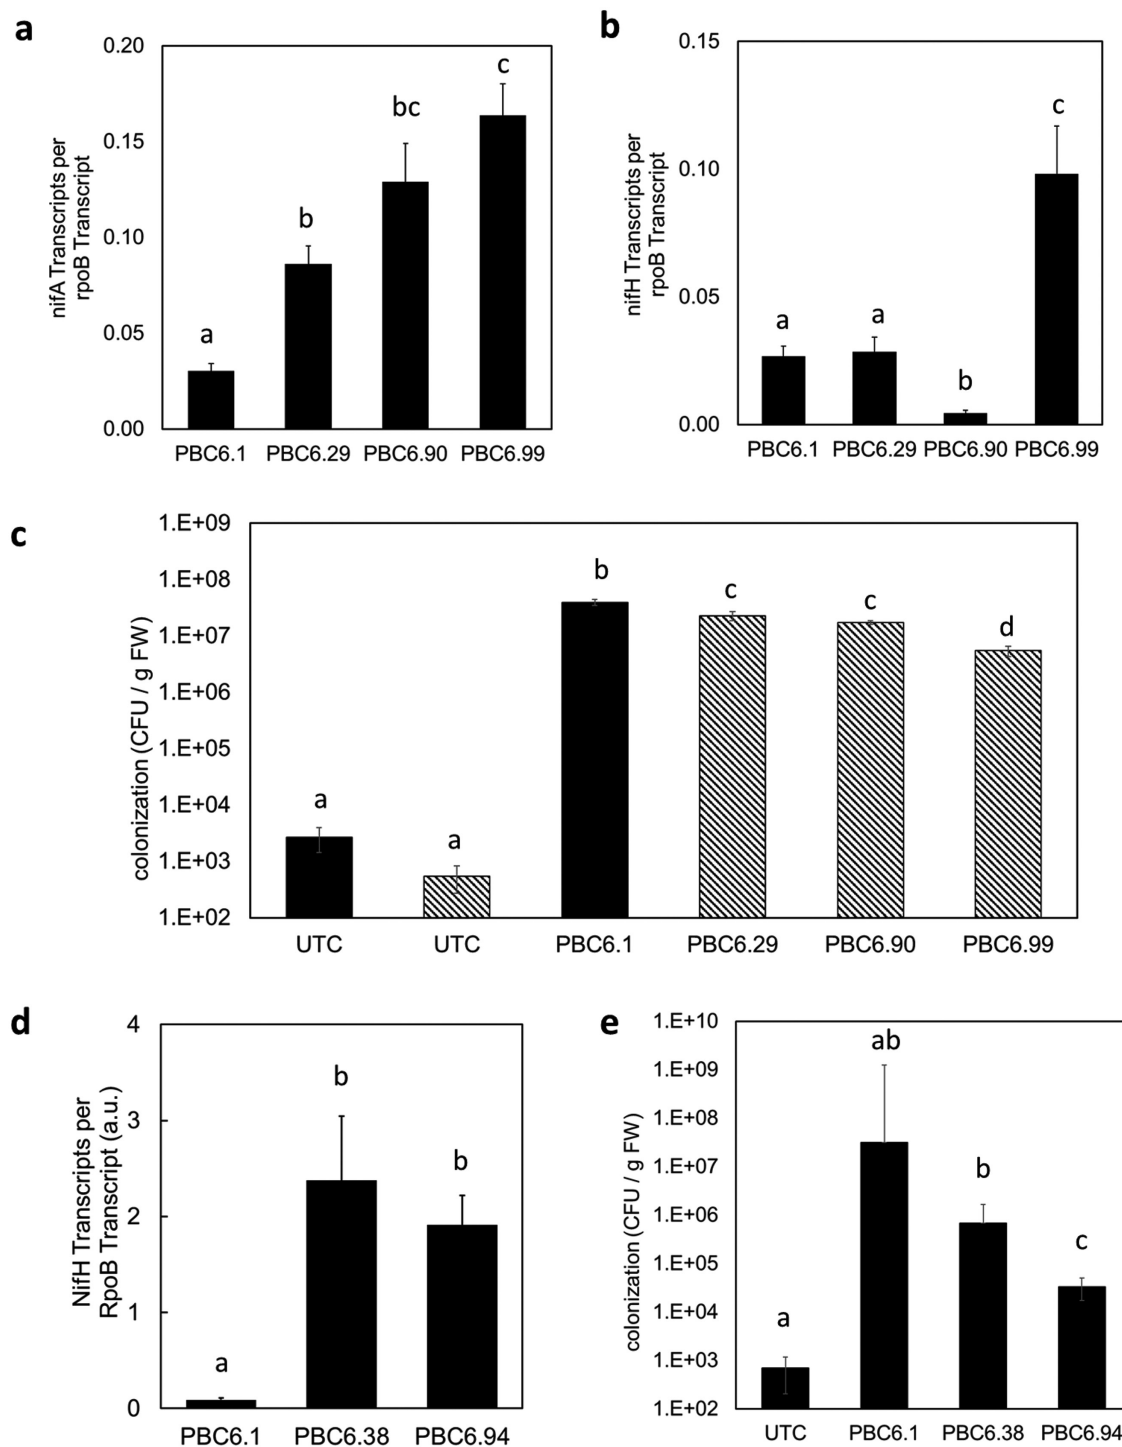 a
nifA Transcripts per
rpoB Transcript
0.20
0.15
0.10
0.05
0.00
a
b
bc
c
PBC6.1 PBC6.29 PBC6.90 PBC6.99
b
nifH Transcripts per
rpoB Transcript
0.15
0.10
0.05
0.00
a
a
b
c
PBC6.1 PBC6.29 PBC6.90 PBC6.99
c
colonization (CFU / g FW)
1.E+09
1.E+08
1.E+07
1.E+06
1.E+05
1.E+04
1.E+03
1.E+02
a
a
b
c
c
d
UTC UTC PBC6.1 PBC6.29 PBC6.90 PBC6.99
d
NifH Transcripts per
RpoB Transcript (a.u.)
4
3
2
1
0
a
b
b
PBC6.1 PBC6.38 PBC6.94
e
colonization (CFU / g FW)
1.E+10
1.E+09
1.E+08
1.E+07
1.E+06
1.E+05
1.E+04
1.E+03
1.E+02
a
ab
b
c
UTC PBC6.1 PBC6.38 PBC6.94